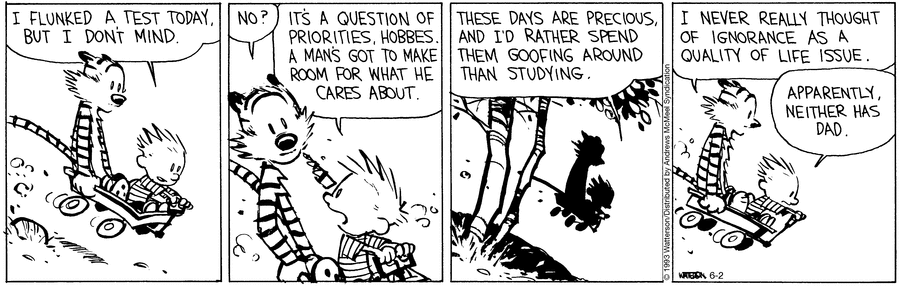 I FLUNKED A TEST TODAY,
BUT I DON'T MIND.
NO?
IT'S A QUESTION OF
PRIORITIES, HOBBES.
A MAN'S GOT TO MAKE
ROOM FOR WHAT HE
CARES ABOUT.
THESE DAYS ARE PRECIOUS,
AND I'D RATHER SPEND
THEM GOOFING AROUND
THAN STUDYING.
© 1993 Watterson/Distributed by Andrews McMeel Syndication
I NEVER REALLY THOUGHT
OF IGNORANCE AS A
QUALITY OF LIFE ISSUE.
APPARENTLY,
NEITHER HAS
DAD.
WATTERSON 6-2